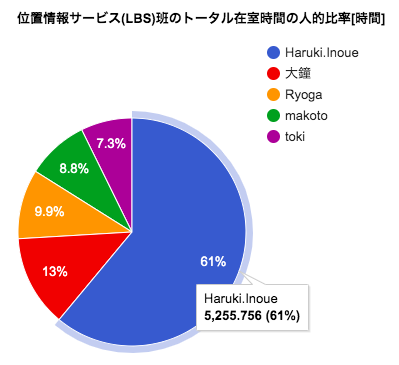 位置情報サービス(LBS)班のトータル在室時間の人的比率[時間]
Haruki.Inoue
大鐘
Ryoga
makoto
toki
7.3%
8.8%
9.9%
13%
61%
Haruki.Inoue
5,255.756 (61%)